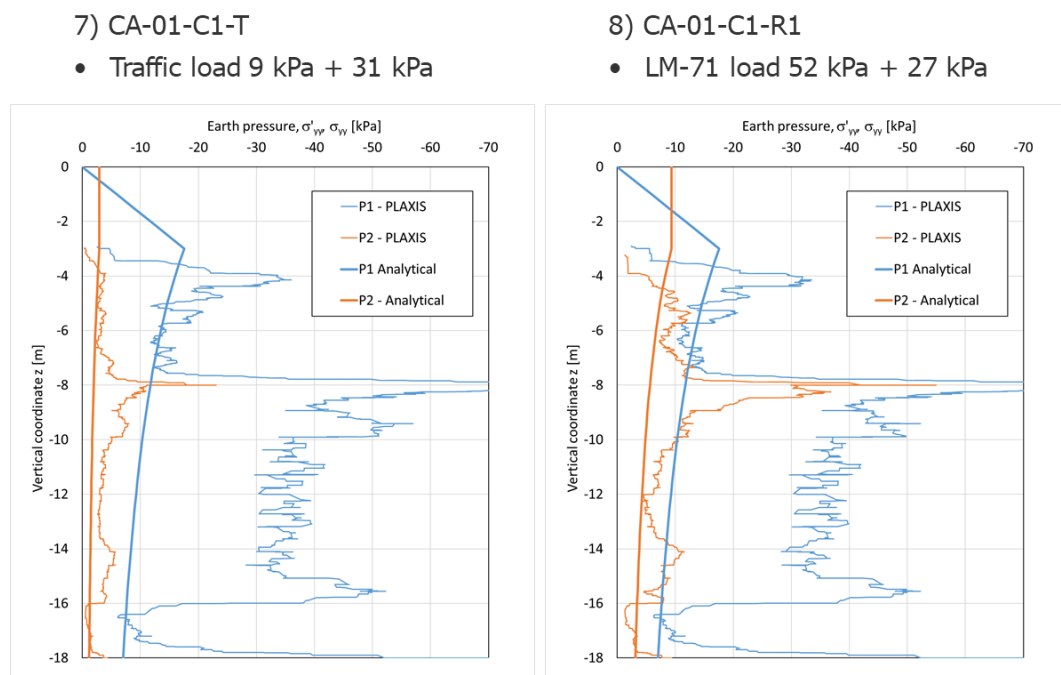 7) CA-01-C1-T
• Traffic load 9 kPa + 31 kPa
Earth pressure, σ'yy, σyy [kPa]
0 -10 -20 -30 -40 -50 -60 -70
0
-2
-4
-6
-8
-10
-12
-14
-16
-18
Vertical coordinate z [m]
P1 - PLAXIS
P2 - PLAXIS
P1 Analytical
P2 - Analytical
8) CA-01-C1-R1
• LM-71 load 52 kPa + 27 kPa
Earth pressure, σ'yy, σyy [kPa]
0 -10 -20 -30 -40 -50 -60 -70
0
-2
-4
-6
-8
-10
-12
-14
-16
-18
Vertical coordinate z [m]
P1 - PLAXIS
P2 - PLAXIS
P1 Analytical
P2 - Analytical